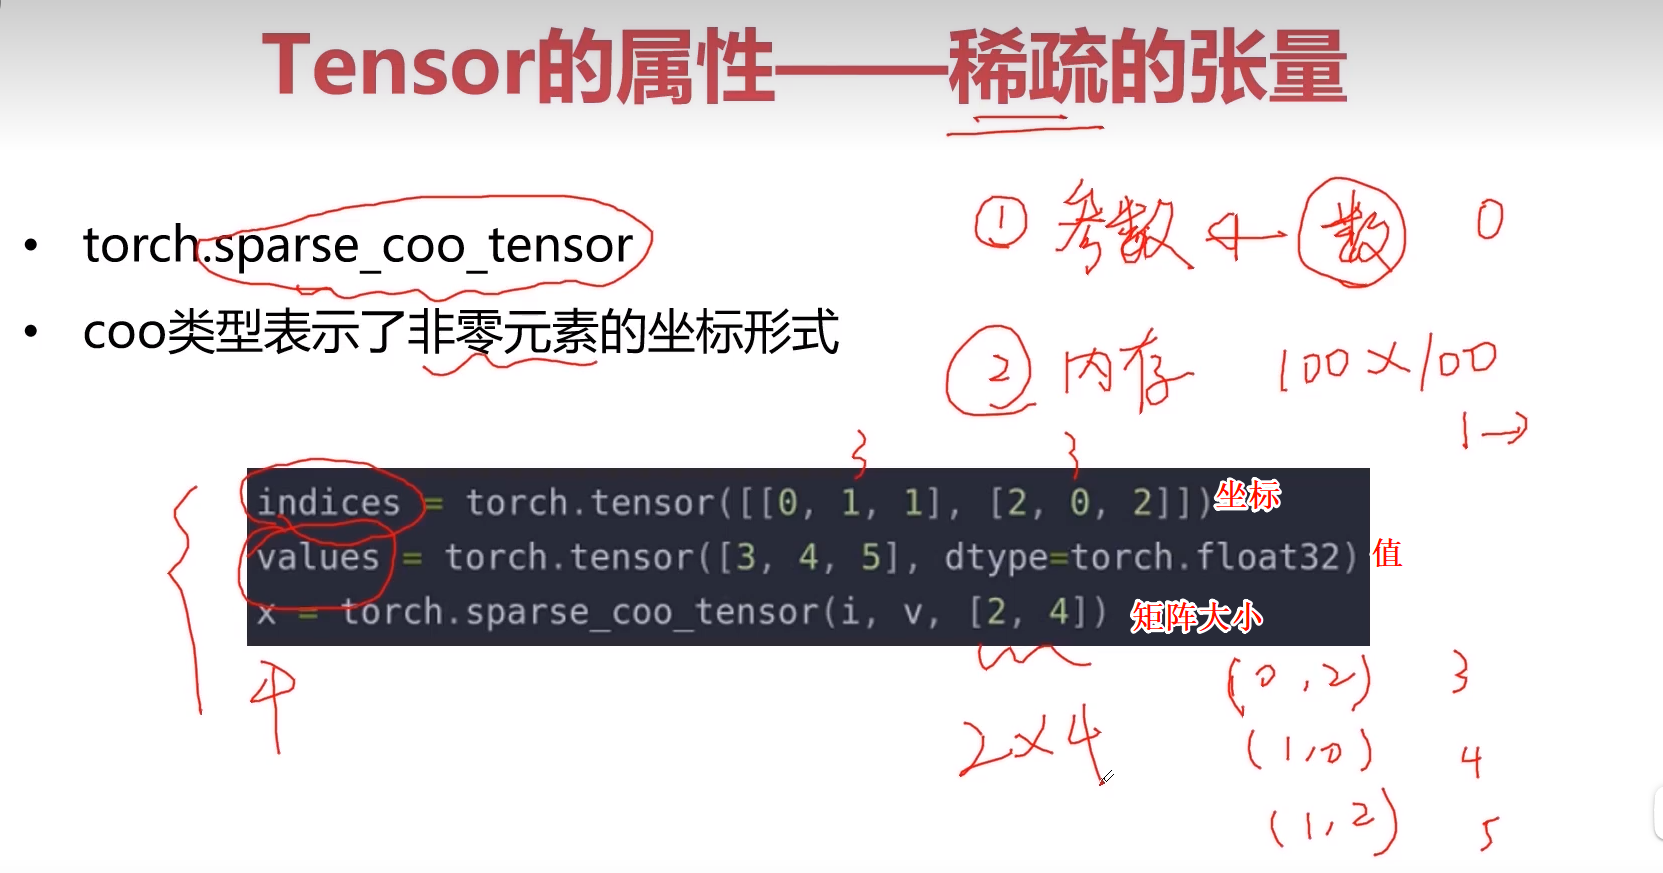 Tensor的属性——稀疏的张量
• torch.sparse_coo_tensor
① 参数 数 0
• coo类型表示了非零元素的坐标形式
② 内存 100×100
1→
3 3
indices = torch.tensor([[0, 1, 1], [2, 0, 2]]) 坐标
values = torch.tensor([3, 4, 5], dtype=torch.float32) 值
x = torch.sparse_coo_tensor(i, v, [2, 4]) 矩阵大小
(0,2) 3
2×4
(1,0) 4
(1,2) 5